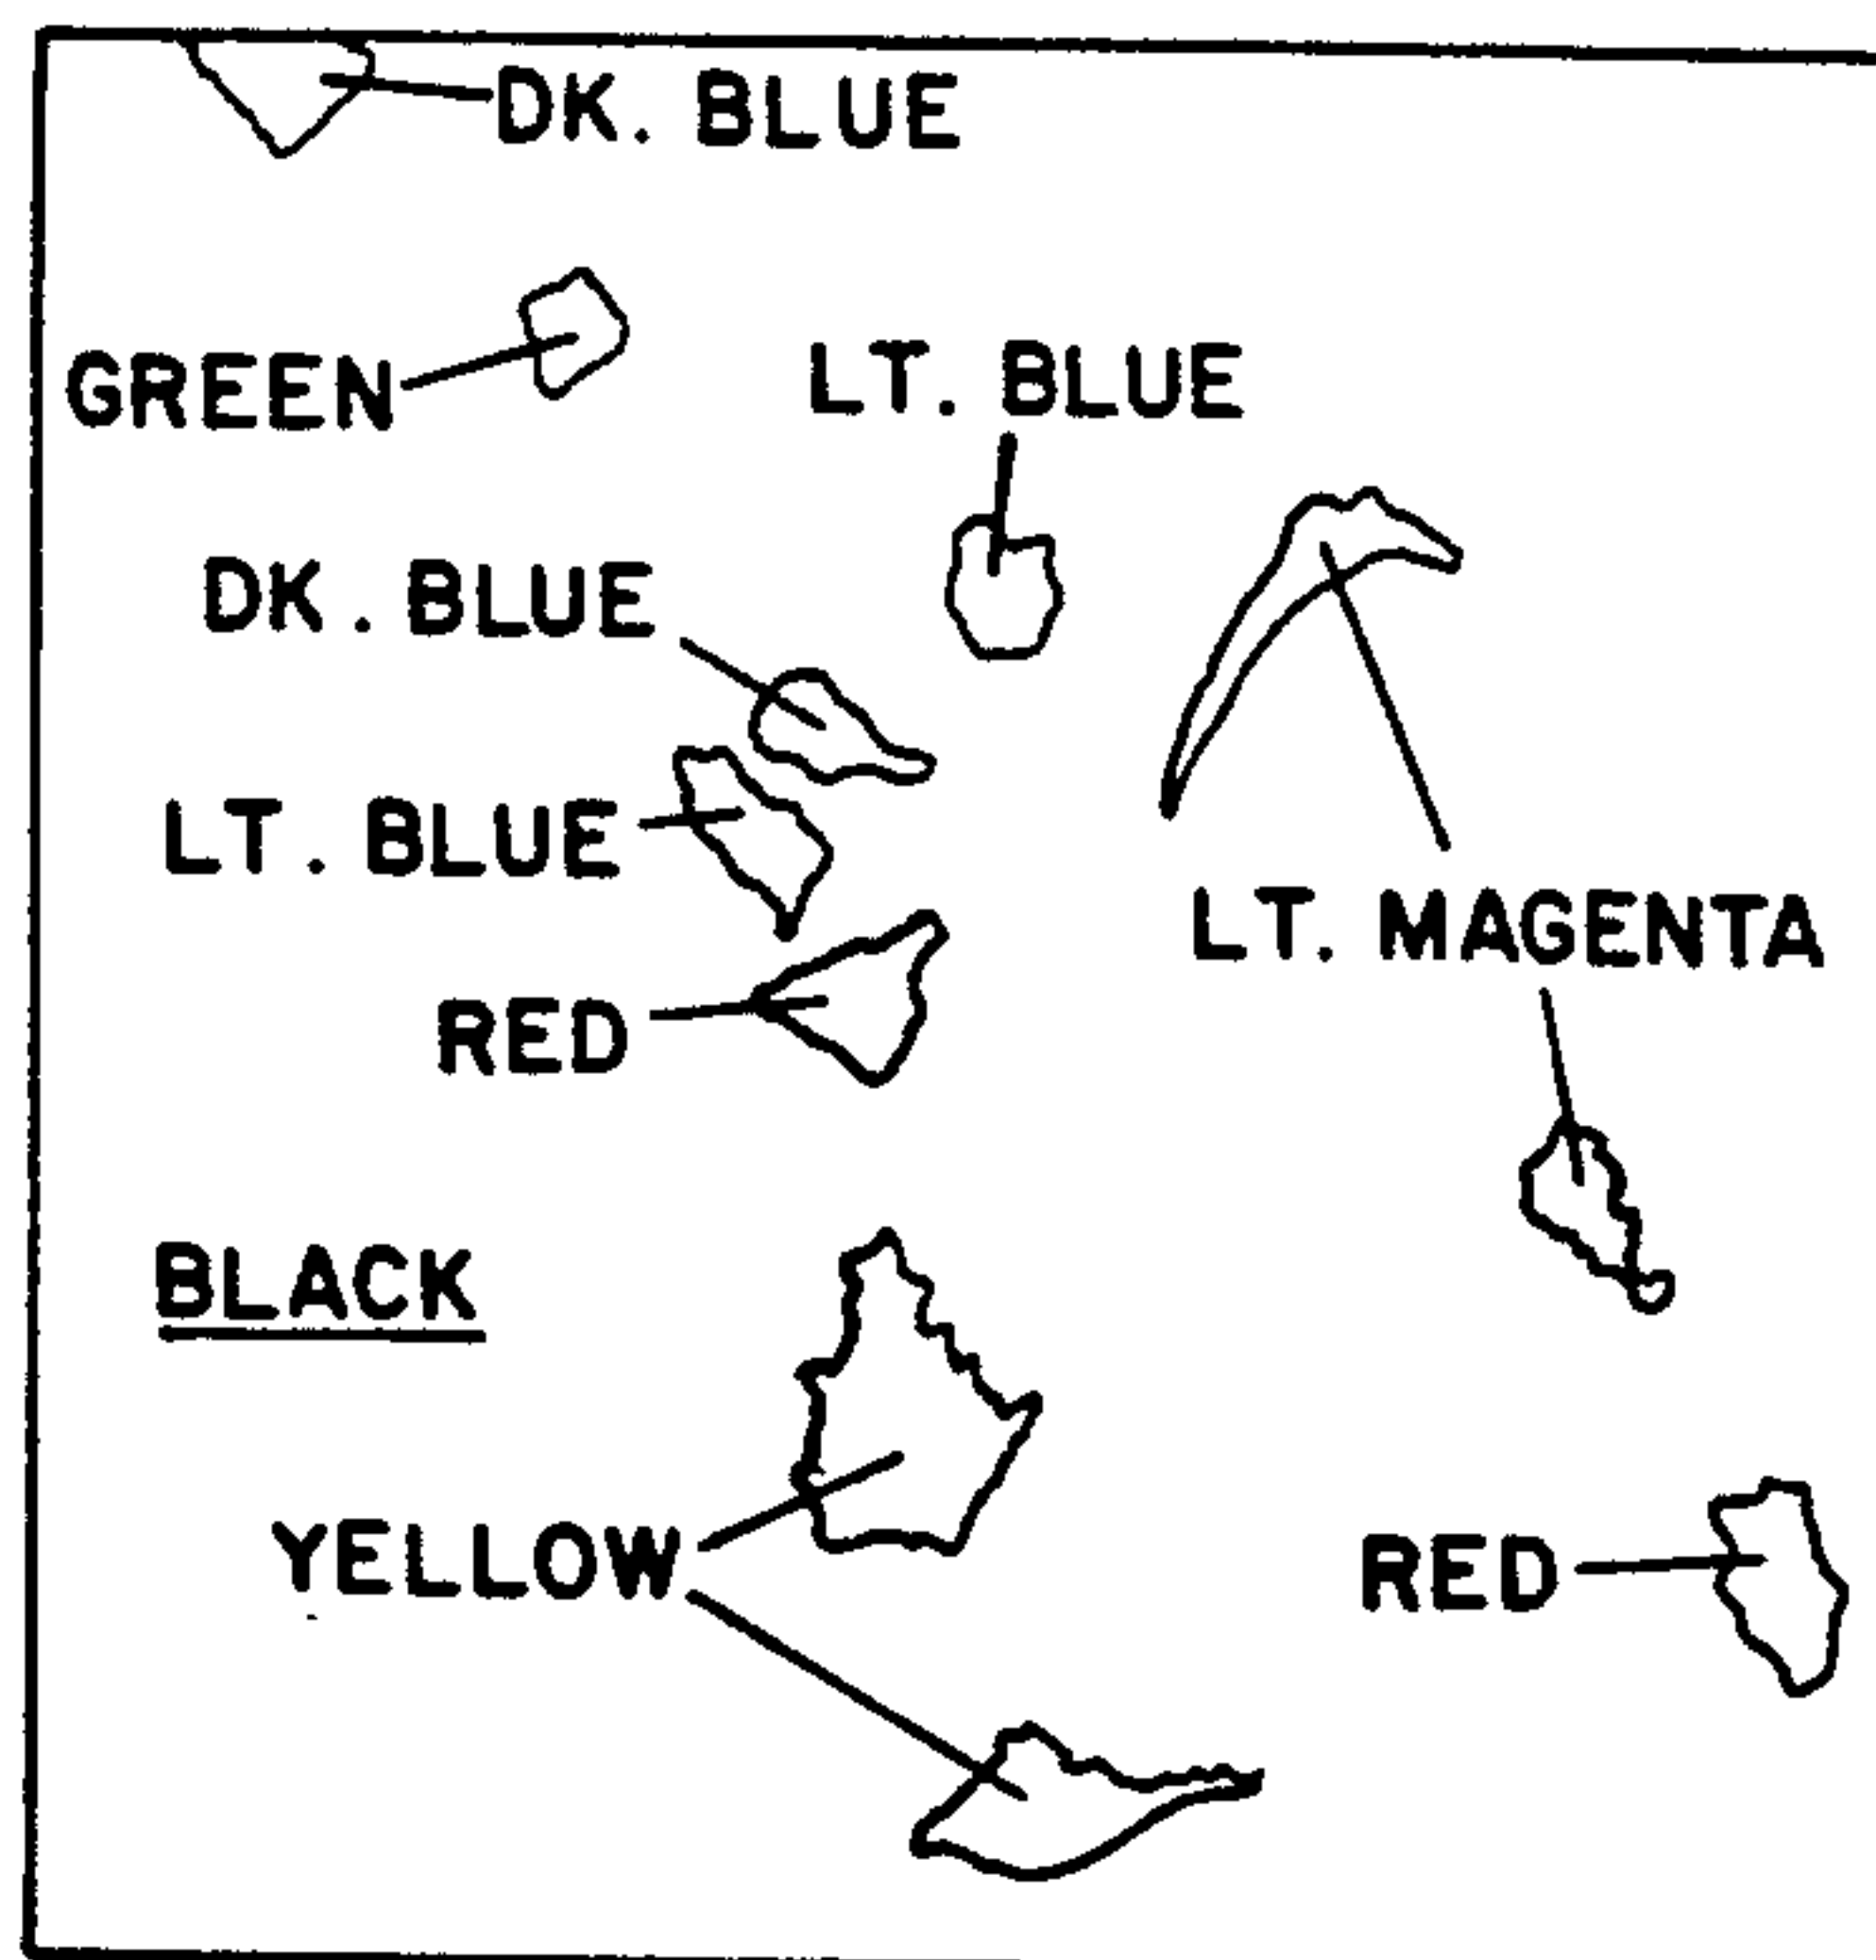 DK. BLUE
GREEN
LT. BLUE
DK. BLUE
LT. BLUE
LT. MAGENTA
RED
BLACK
YELLOW
RED